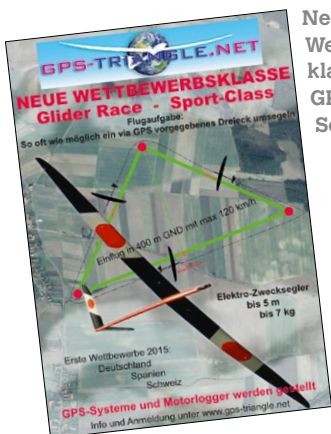 GPS-TRIANGLE.NET
NEUE WETTBEWERBSKLASSE
Glider Race - Sport-Class
Flugaufgabe:
So oft wie möglich ein via GPS vorgegebenes Dreieck umsegeln
Einflug in 400 m GND mit max 120 km/h
Elektro-Zwecksegler
bis 5 m
bis 7 kg
Erste Wettbewerbe 2015:
Deutschland
Spanien
Schweiz
GPS-Systeme und Motorlogger werden gestellt
Info und Anmeldung unter www.gps-triangle.net
Ne
We
kla
GP
S